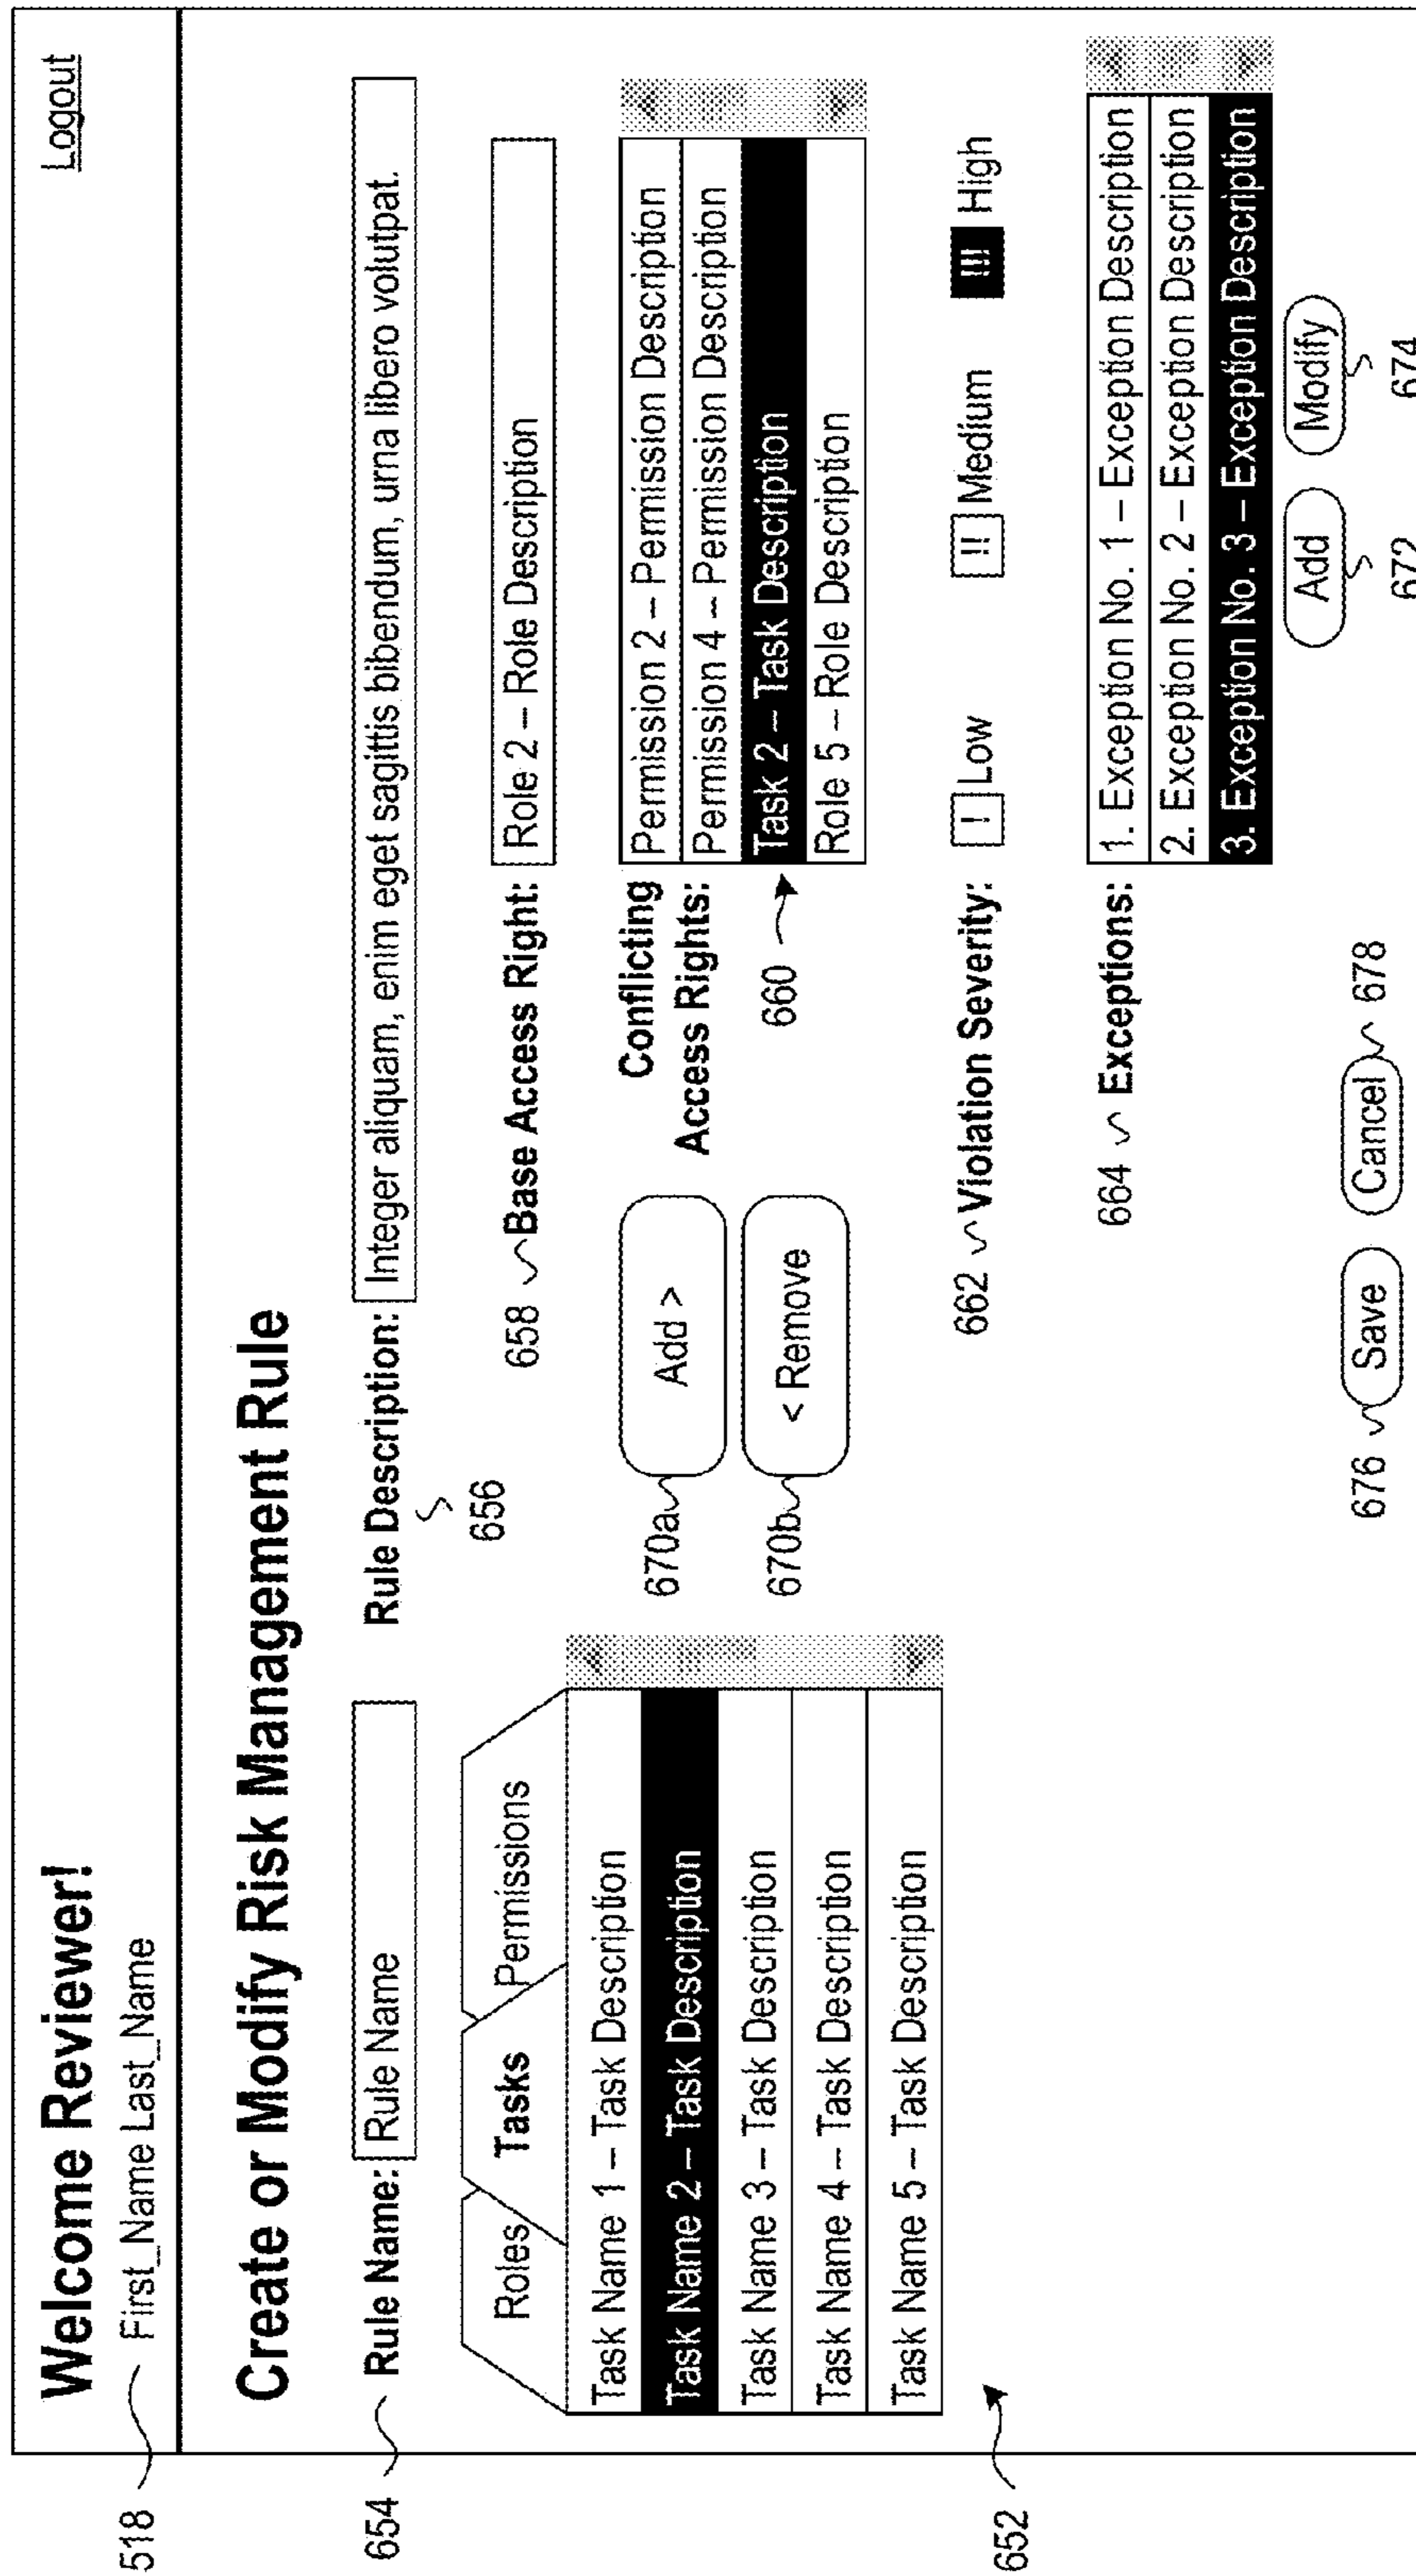 Welcome Reviewer!
Logout
518 First_Name Last_Name
Create or Modify Risk Management Rule
654 Rule Name: Rule Name
Rule Description: Integer aliquam, enim eget sagittis bibendum, urna libero volutpat.
656
Roles Tasks Permissions
Task Name 1 – Task Description
Task Name 2 – Task Description
Task Name 3 – Task Description
Task Name 4 – Task Description
Task Name 5 – Task Description
652
658 Base Access Right: Role 2 – Role Description
670a Add >
670b < Remove
Conflicting
Access Rights:
660
Permission 2 – Permission Description
Permission 4 – Permission Description
Task 2 – Task Description
Role 5 – Role Description
662 Violation Severity: ! Low !! Medium !!! High
664 Exceptions:
1. Exception No. 1 – Exception Description
2. Exception No. 2 – Exception Description
3. Exception No. 3 – Exception Description
Add Modify
672 674
676 Save Cancel 678